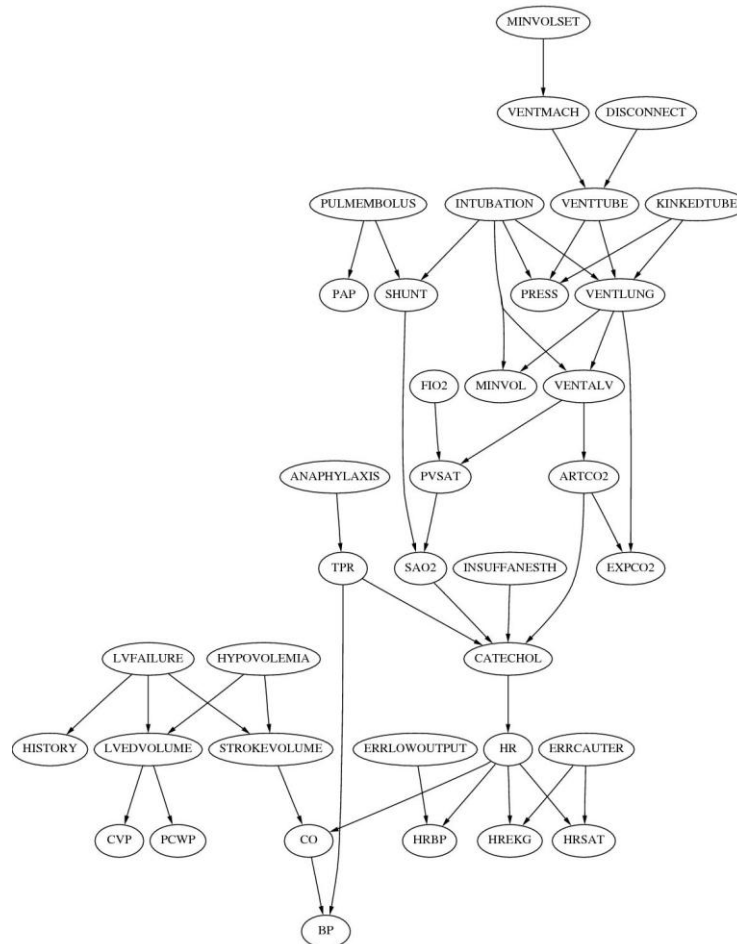 MINVOLSET
VENTMACH DISCONNECT
PULMEMBOLUS INTUBATION VENTTUBE KINKEDTUBE
PAP SHUNT PRESS VENTLUNG
FIO2 MINVOL VENTALV
ANAPHYLAXIS PVSAT ARTCO2
TPR SAO2 INSUFFANESTH EXPCO2
LVFAILURE HYPOVOLEMIA CATECHOL
HISTORY LVEDVOLUME STROKEVOLUME ERRLOWOUTPUT HR ERRCAUTER
CVP PCWP CO HRBP HREKG HRSAT
BP